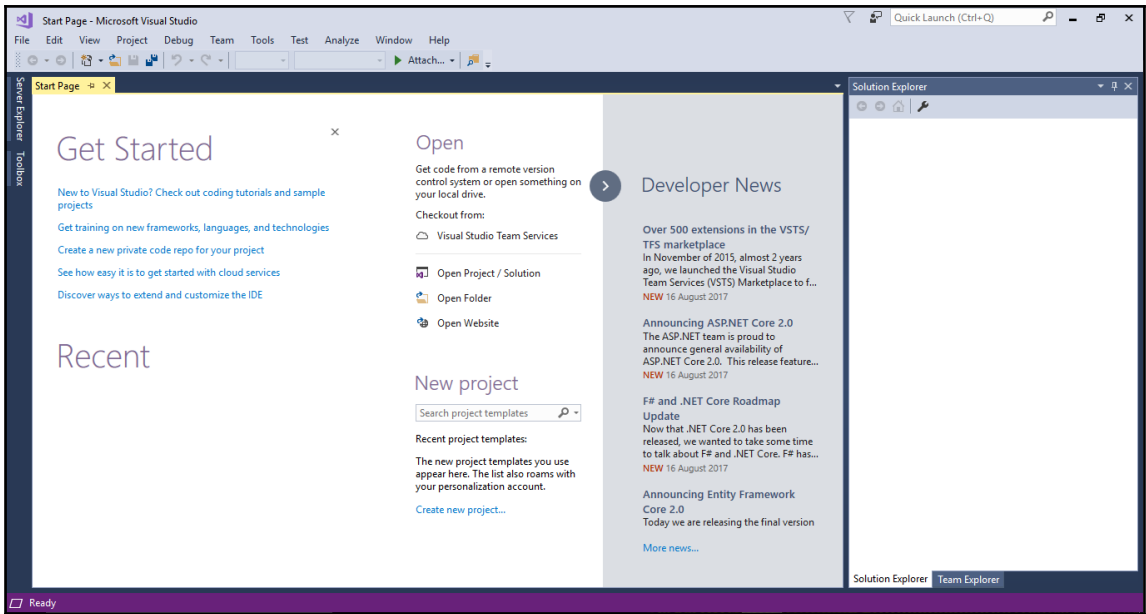 Start Page - Microsoft Visual Studio
Quick Launch (Ctrl+Q)
File Edit View Project Debug Team Tools Test Analyze Window Help
Attach...
Server Explorer
Toolbox
Start Page
Get Started
New to Visual Studio? Check out coding tutorials and sample
projects
Get training on new frameworks, languages, and technologies
Create a new private code repo for your project
See how easy it is to get started with cloud services
Discover ways to extend and customize the IDE
Recent
Open
Get code from a remote version
control system or open something on
your local drive.
Checkout from:
Visual Studio Team Services
Open Project / Solution
Open Folder
Open Website
New project
Search project templates
Recent project templates:
The new project templates you use
appear here. The list also roams with
your personalization account.
Create new project...
Developer News
Over 500 extensions in the VSTS/
TFS marketplace
In November of 2015, almost 2 years
ago, we launched the Visual Studio
Team Services (VSTS) Marketplace to f...
NEW 16 August 2017
Announcing ASP.NET Core 2.0
The ASP.NET team is proud to
announce general availability of
ASP.NET Core 2.0.  This release feature...
NEW 16 August 2017
F# and .NET Core Roadmap
Update
Now that .NET Core 2.0 has been
released, we wanted to take some time
to talk about F# and .NET Core. F# has...
NEW 16 August 2017
Announcing Entity Framework
Core 2.0
Today we are releasing the final version
More news...
Solution Explorer
Solution Explorer Team Explorer
Ready